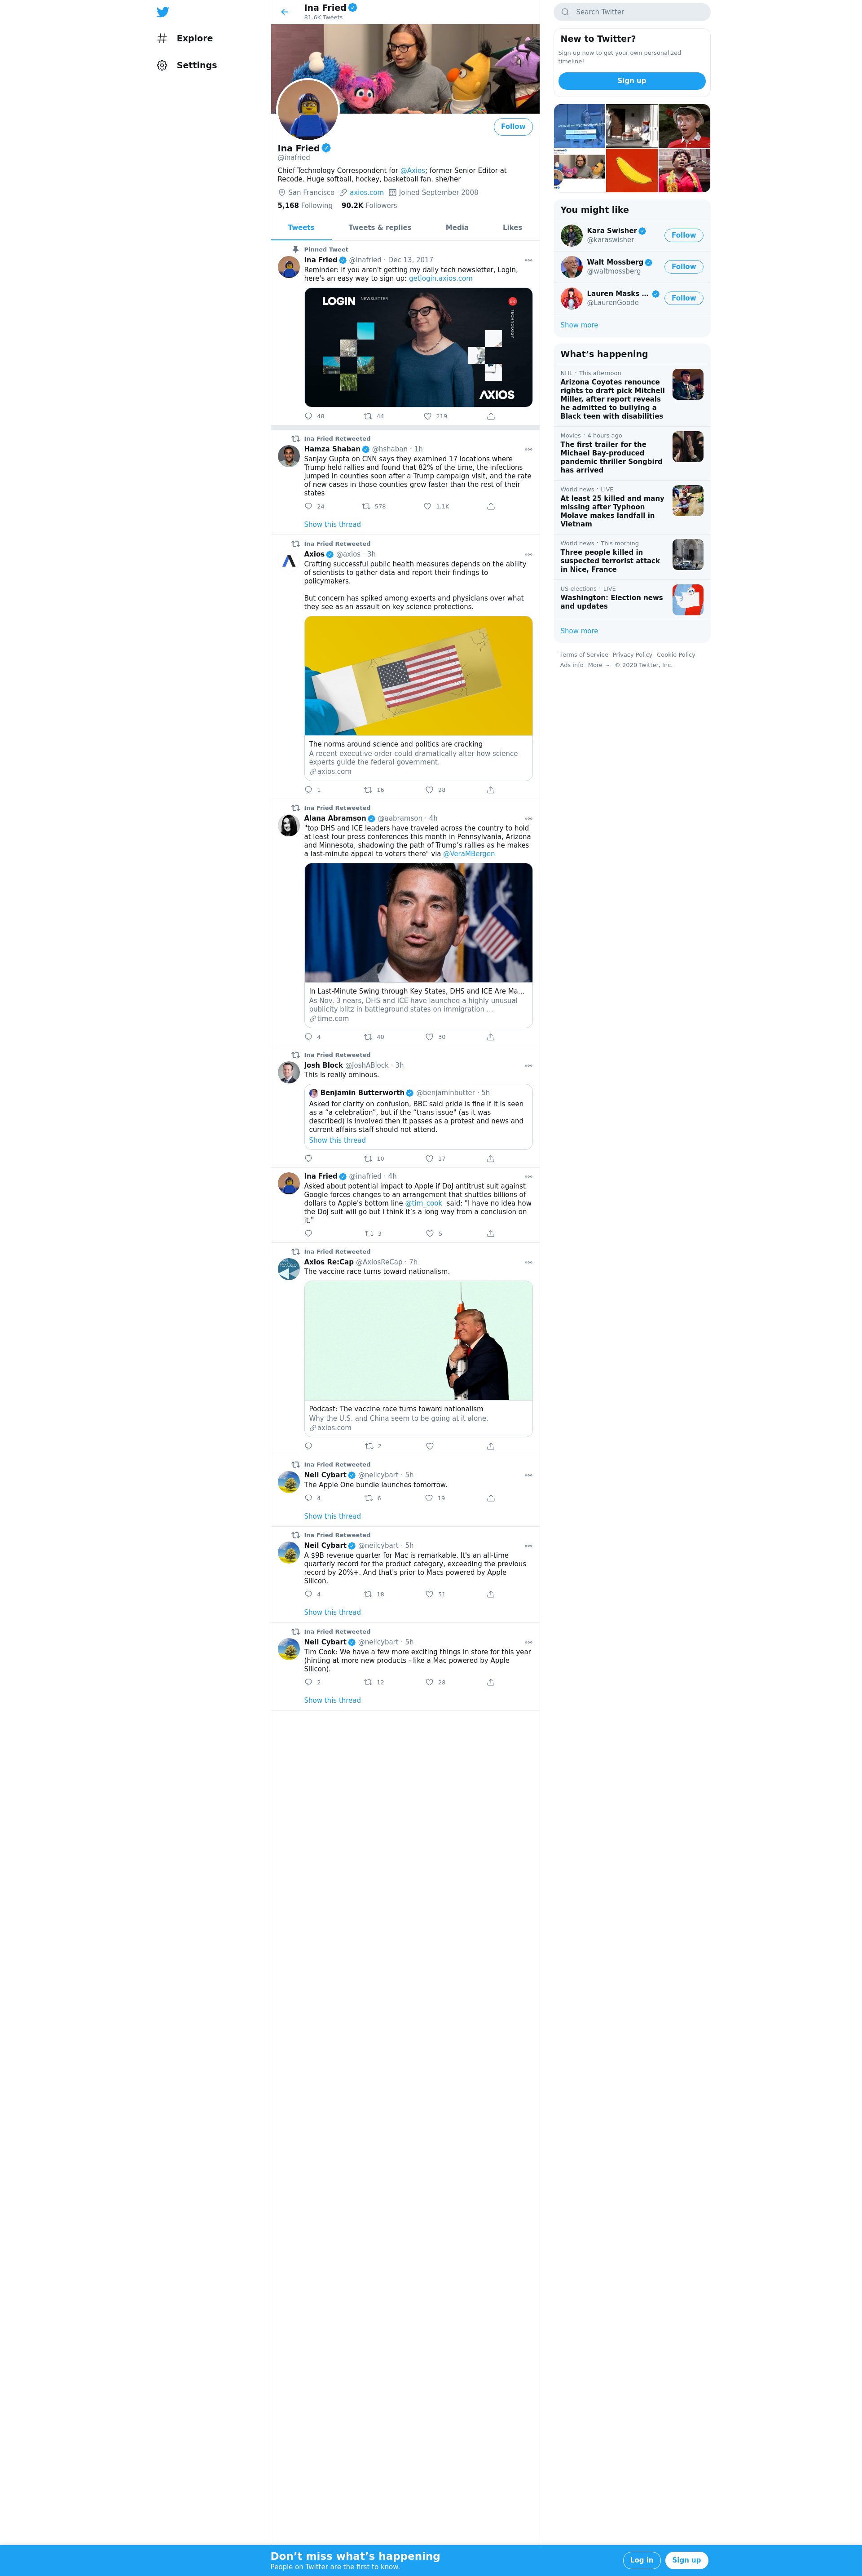 Explore
Settings
Ina Fried
81.6K Tweets
Follow
Ina Fried
@inafried
Chief Technology Correspondent for @Axios; former Senior Editor at
Recode. Huge softball, hockey, basketball fan. she/her
San Francisco axios.com Joined September 2008
5,168 Following 90.2K Followers
Tweets Tweets & replies Media Likes
Pinned Tweet
Ina Fried @inafried · Dec 13, 2017
Reminder: If you aren't getting my daily tech newsletter, Login,
here's an easy way to sign up: getlogin.axios.com
LOGIN NEWSLETTER
TECHNOLOGY
AXIOS
48 44 219
Ina Fried Retweeted
Hamza Shaban @hshaban · 1h
Sanjay Gupta on CNN says they examined 17 locations where
Trump held rallies and found that 82% of the time, the infections
jumped in counties soon after a Trump campaign visit, and the rate
of new cases in those counties grew faster than the rest of their
states
24 578 1.1K
Show this thread
Ina Fried Retweeted
Axios @axios · 3h
Crafting successful public health measures depends on the ability
of scientists to gather data and report their findings to
policymakers.
But concern has spiked among experts and physicians over what
they see as an assault on key science protections.
The norms around science and politics are cracking
A recent executive order could dramatically alter how science
experts guide the federal government.
axios.com
1 16 28
Ina Fried Retweeted
Alana Abramson @aabramson · 4h
"top DHS and ICE leaders have traveled across the country to hold
at least four press conferences this month in Pennsylvania, Arizona
and Minnesota, shadowing the path of Trump’s rallies as he makes
a last-minute appeal to voters there" via @VeraMBergen
In Last-Minute Swing through Key States, DHS and ICE Are Ma…
As Nov. 3 nears, DHS and ICE have launched a highly unusual
publicity blitz in battleground states on immigration …
time.com
4 40 30
Ina Fried Retweeted
Josh Block @JoshABlock · 3h
This is really ominous.
Benjamin Butterworth @benjaminbutter · 5h
Asked for clarity on confusion, BBC said pride is fine if it is seen
as a “a celebration”, but if the “trans issue” (as it was
described) is involved then it passes as a protest and news and
current affairs staff should not attend.
Show this thread
10 17
Ina Fried @inafried · 4h
Asked about potential impact to Apple if DoJ antitrust suit against
Google forces changes to an arrangement that shuttles billions of
dollars to Apple's bottom line @tim_cook said: "I have no idea how
the DoJ suit will go but I think it’s a long way from a conclusion on
it."
3 5
Ina Fried Retweeted
Axios Re:Cap @AxiosReCap · 7h
The vaccine race turns toward nationalism.
Podcast: The vaccine race turns toward nationalism
Why the U.S. and China seem to be going at it alone.
axios.com
2
Ina Fried Retweeted
Neil Cybart @neilcybart · 5h
The Apple One bundle launches tomorrow.
4 6 19
Show this thread
Ina Fried Retweeted
Neil Cybart @neilcybart · 5h
A $9B revenue quarter for Mac is remarkable. It's an all-time
quarterly record for the product category, exceeding the previous
record by 20%+. And that's prior to Macs powered by Apple
Silicon.
4 18 51
Show this thread
Ina Fried Retweeted
Neil Cybart @neilcybart · 5h
Tim Cook: We have a few more exciting things in store for this year
(hinting at more new products - like a Mac powered by Apple
Silicon).
2 12 28
Show this thread
Search Twitter
New to Twitter?
Sign up now to get your own personalized
timeline!
Sign up
You might like
Kara Swisher
@karaswisher
Follow
Walt Mossberg
@waltmossberg
Follow
Lauren Masks …
@LaurenGoode
Follow
Show more
What’s happening
NHL · This afternoon
Arizona Coyotes renounce
rights to draft pick Mitchell
Miller, after report reveals
he admitted to bullying a
Black teen with disabilities
Movies · 4 hours ago
The first trailer for the
Michael Bay-produced
pandemic thriller Songbird
has arrived
World news · LIVE
At least 25 killed and many
missing after Typhoon
Molave makes landfall in
Vietnam
World news · This morning
Three people killed in
suspected terrorist attack
in Nice, France
US elections · LIVE
Washington: Election news
and updates
Show more
Terms of Service Privacy Policy Cookie Policy
Ads info More © 2020 Twitter, Inc.
Don’t miss what’s happening
People on Twitter are the first to know.
Log in
Sign up